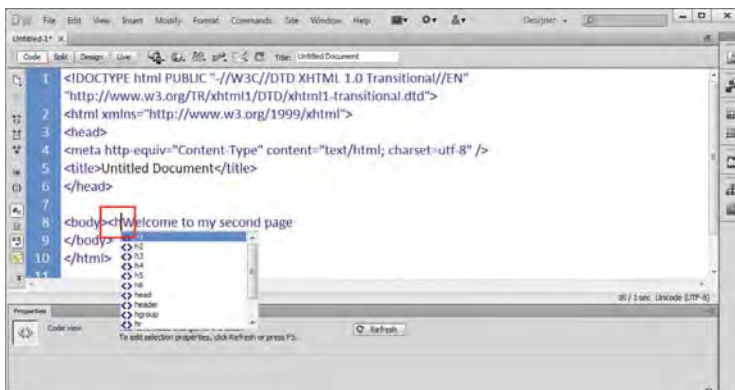 DW File Edit View Insert Modify Format Commands Site Window Help Designer
Untitled-1* x
Code Split Design Live Title: Untitled Document
1 <!DOCTYPE html PUBLIC "-//W3C//DTD XHTML 1.0 Transitional//EN"
"http://www.w3.org/TR/xhtml1/DTD/xhtml1-transitional.dtd">
2 <html xmlns="http://www.w3.org/1999/xhtml">
3 <head>
4 <meta http-equiv="Content-Type" content="text/html; charset=utf-8" />
5 <title>Untitled Document</title>
6 </head>
7
8 <body><hWelcome to my second page
9 </body>
10 </html>
11
h1
h2
h3
h4
h5
h6
head
header
hgroup
hr
1 sec Unicode (UTF-8)
Properties
Code view
Refresh
To edit selection properties, click Refresh or press F5.